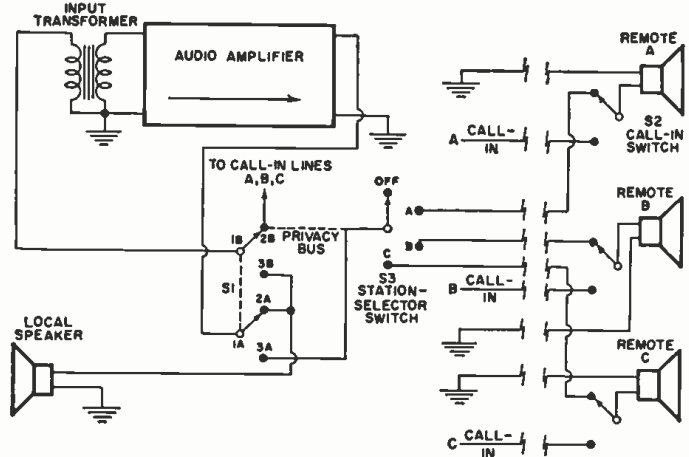 INPUT
TRANSFORMER
AUDIO AMPLIFIER
REMOTE
A
S2
CALL-IN
SWITCH
A CALL-
IN
TO CALL-IN LINES
A,B,C
OFF
A
B
C
1B
2B
PRIVACY
BUS
3B
S1
2A
1A
3A
S3
STATION-
SELECTOR
SWITCH
REMOTE
B
B CALL-
IN
LOCAL
SPEAKER
REMOTE
C
C CALL-
IN